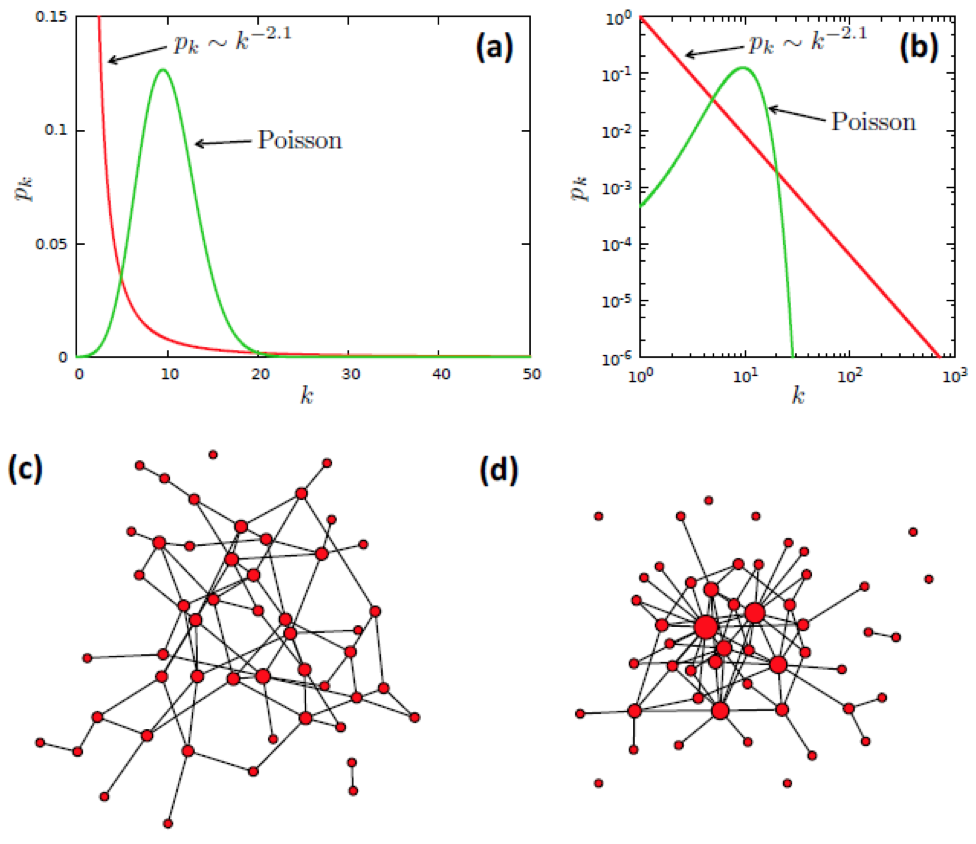 0.15
0.1
0.05
0
p_k
p_k ∼ k^−2.1
(a)
Poisson
0 10 20 30 40 50
k
10^0
10^-1
10^-2
10^-3
10^-4
10^-5
10^-6
p_k
p_k ∼ k^−2.1
(b)
Poisson
10^0 10^1 10^2 10^3
k
(c)
(d)